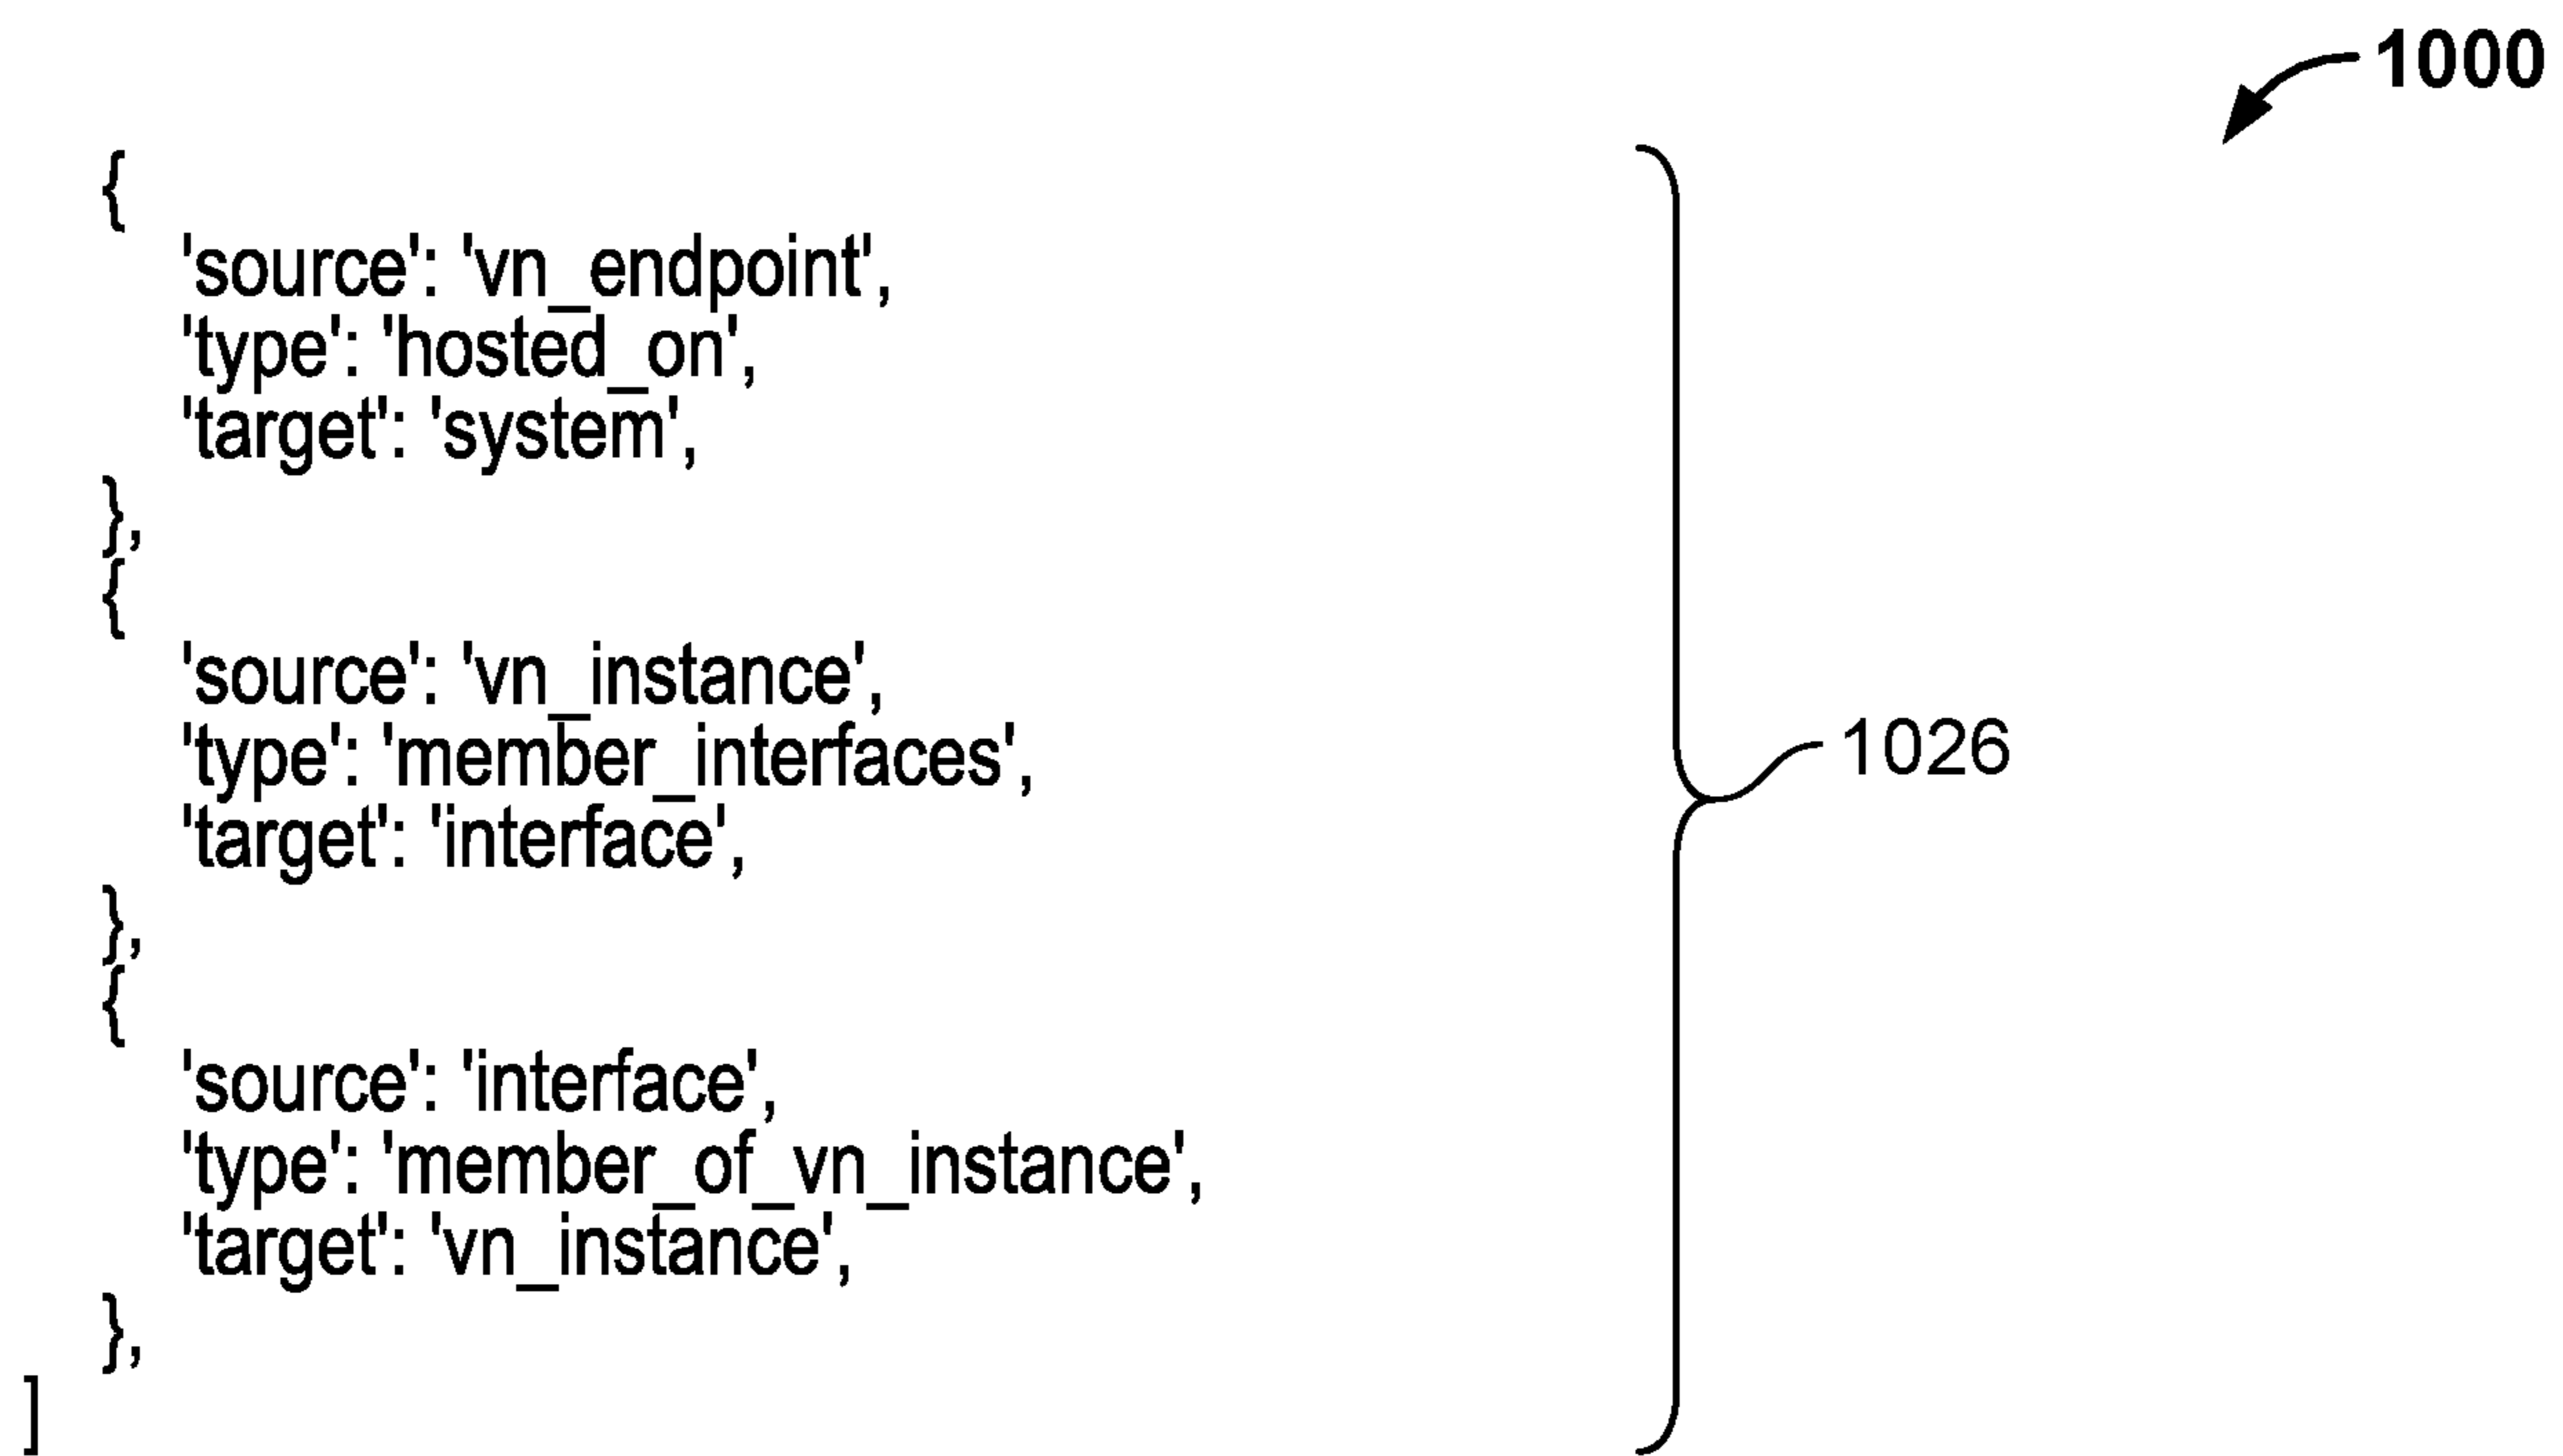 1000
{
'source': 'vn_endpoint',
'type': 'hosted_on',
'target': 'system',
},
{
'source': 'vn_instance',
'type': 'member_interfaces',
'target': 'interface',
},
{
'source': 'interface',
'type': 'member_of_vn_instance',
'target': 'vn_instance',
},
]
1026